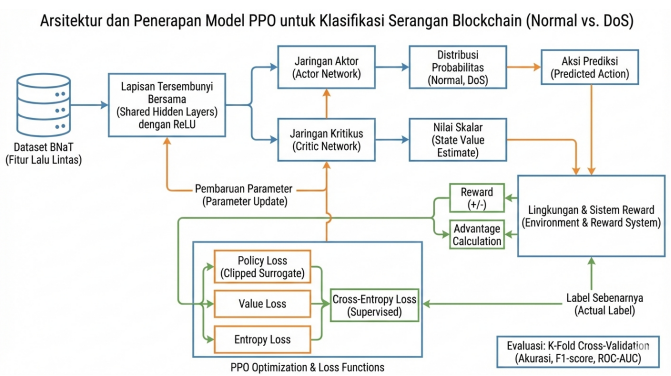 Arsitektur dan Penerapan Model PPO untuk Klasifikasi Serangan Blockchain (Normal vs. DoS)
Dataset BNaT
(Fitur Lalu Lintas)
Lapisan Tersembunyi
Bersama
(Shared Hidden Layers)
dengan ReLU
Jaringan Aktor
(Actor Network)
Distribusi
Probabilitas
(Normal, DoS)
Aksi Prediksi
(Predicted Action)
Jaringan Kritikus
(Critic Network)
Nilai Skalar
(State Value
Estimate)
Pembaruan Parameter
(Parameter Update)
Reward
(+/-)
Advantage
Calculation
Lingkungan & Sistem Reward
(Environment & Reward System)
Policy Loss
(Clipped Surrogate)
Value Loss
Entropy Loss
Cross-Entropy Loss
(Supervised)
Label Sebenarnya
(Actual Label)
PPO Optimization & Loss Functions
Evaluasi: K-Fold Cross-Validation
(Akurasi, F1-score, ROC-AUC)